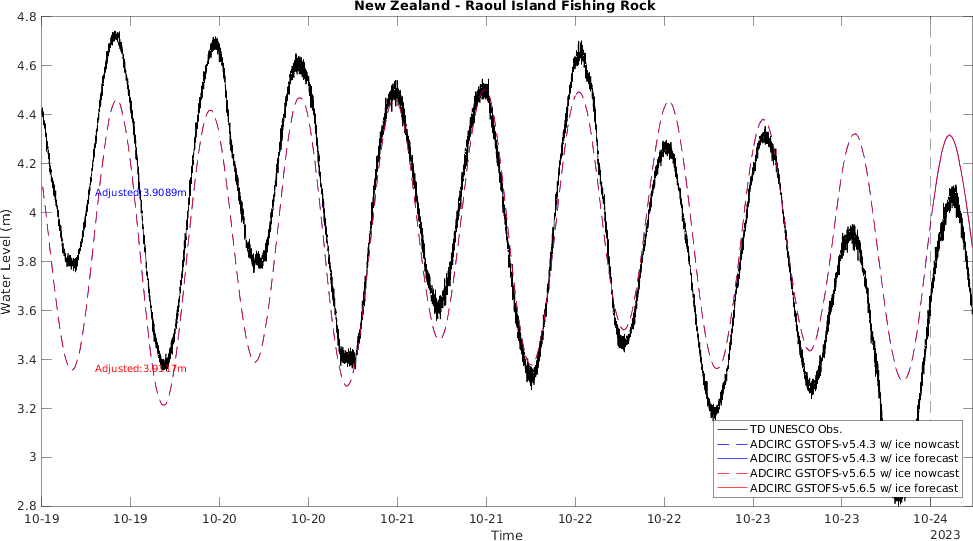 New Zealand - Raoul Island Fishing Rock
4.8
4.6
4.4
4.2
4
3.8
3.6
3.4
3.2
3
2.8
Water Level (m)
Adjusted:3.9089m
TD UNESCO Obs.
ADCIRC GSTOFS-v5.4.3 w/ ice nowcast
ADCIRC GSTOFS-v5.4.3 w/ ice forecast
ADCIRC GSTOFS-v5.6.5 w/ ice nowcast
ADCIRC GSTOFS-v5.6.5 w/ ice forecast
10-19 10-19 10-20 10-20 10-21 10-21 10-22 10-22 10-23 10-23 10-24
Time
2023